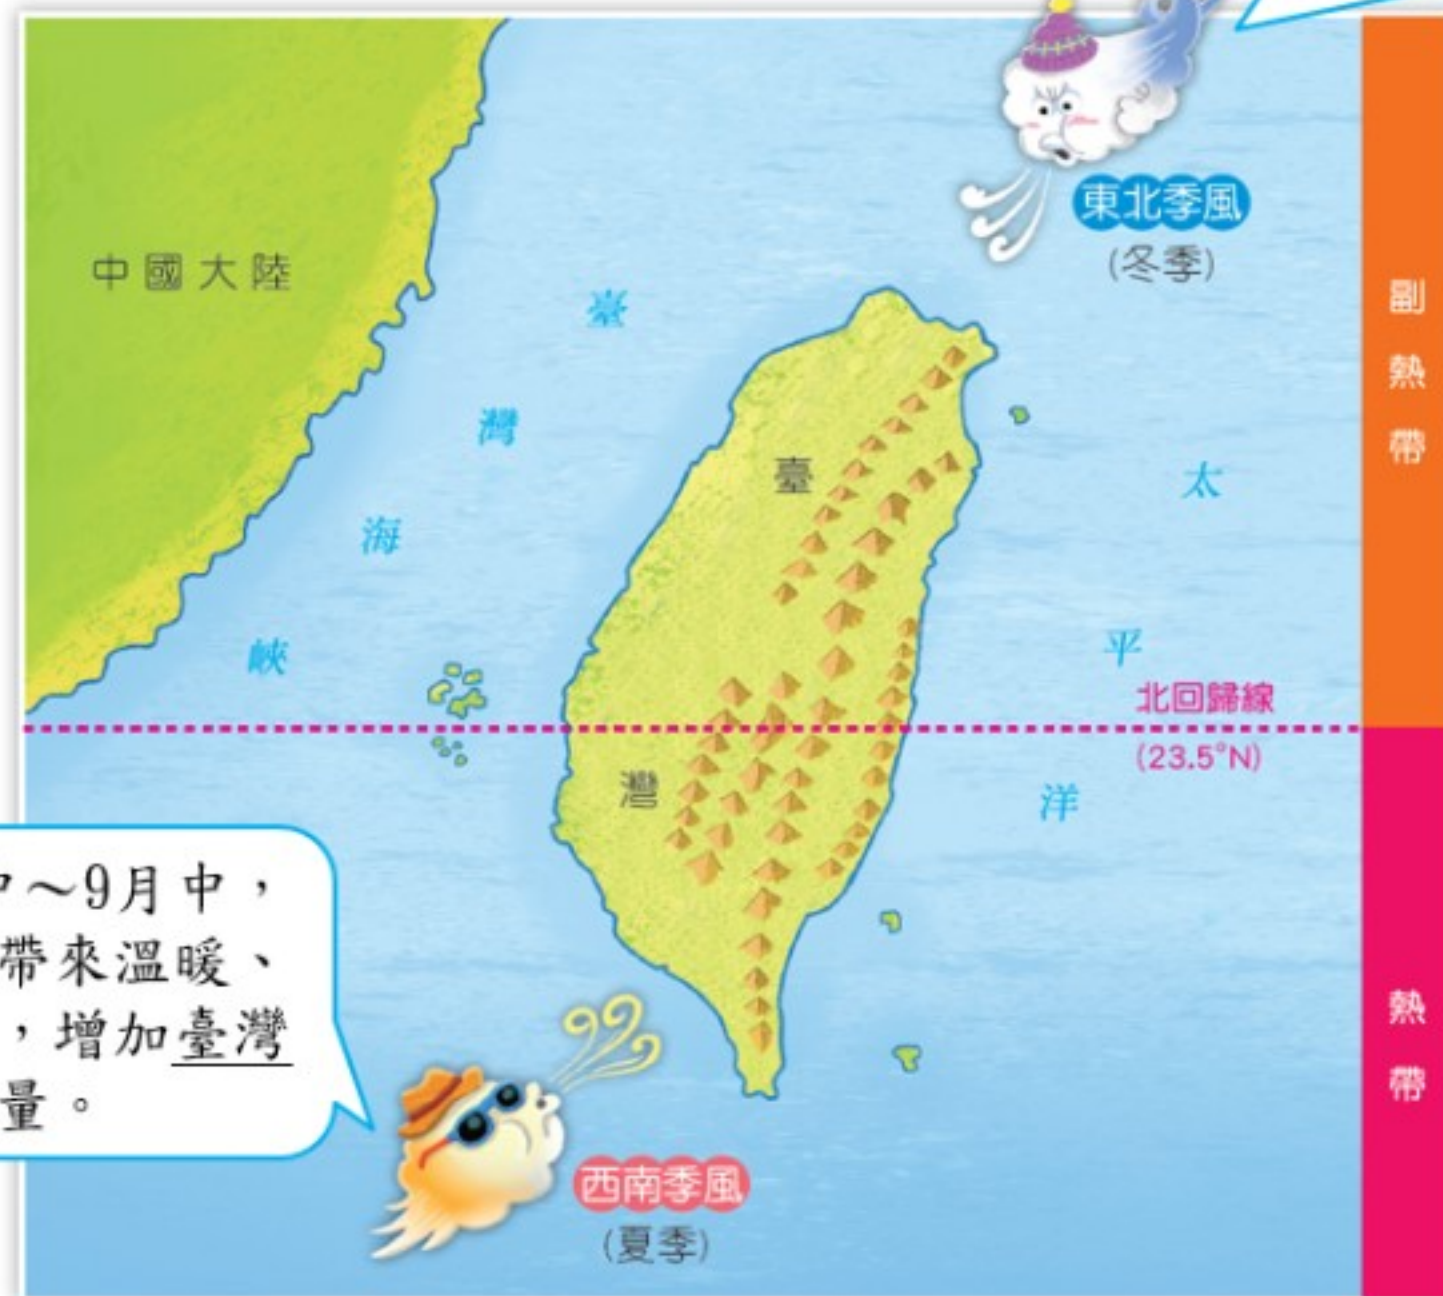 東北季風
(冬季)
中國大陸
臺灣海峽
臺灣
太平洋
副熱帶
北回歸線
(23.5°N)
～9月中，
帶來溫暖、
，增加臺灣
量。
熱帶
西南季風
(夏季)